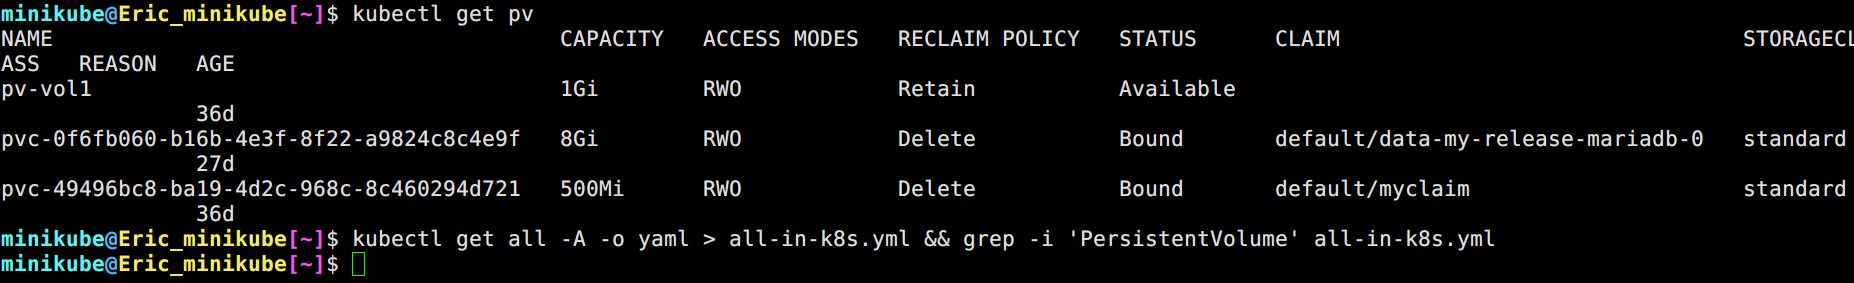 minikube@Eric_minikube[~]$ kubectl get pv
NAME                                       CAPACITY   ACCESS MODES   RECLAIM POLICY   STATUS      CLAIM                               STORAGECL
ASS   REASON   AGE
pv-vol1                                    1Gi        RWO            Retain           Available
               36d
pvc-0f6fb060-b16b-4e3f-8f22-a9824c8c4e9f   8Gi        RWO            Delete           Bound       default/data-my-release-mariadb-0   standard
               27d
pvc-49496bc8-ba19-4d2c-968c-8c460294d721   500Mi      RWO            Delete           Bound       default/myclaim                     standard
               36d
minikube@Eric_minikube[~]$ kubectl get all -A -o yaml > all-in-k8s.yml && grep -i 'PersistentVolume' all-in-k8s.yml
minikube@Eric_minikube[~]$